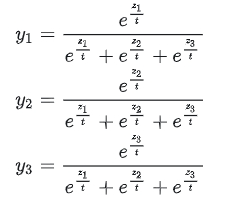 y₁ = e^(z₁/t) / (e^(z₁/t) + e^(z₂/t) + e^(z₃/t))
y₂ = e^(z₂/t) / (e^(z₁/t) + e^(z₂/t) + e^(z₃/t))
y₃ = e^(z₃/t) / (e^(z₁/t) + e^(z₂/t) + e^(z₃/t))